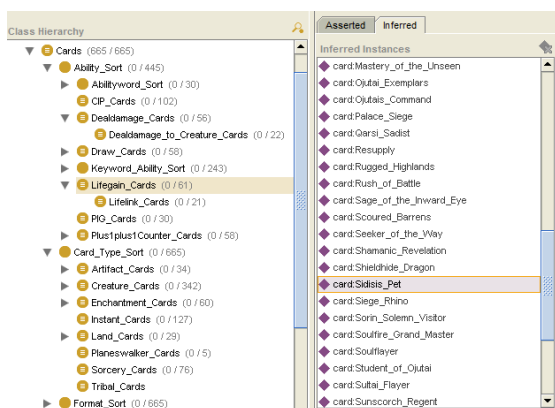 Class Hierarchy
Cards (665 / 665)
Ability_Sort (0 / 445)
Abilityword_Sort (0 / 30)
CIP_Cards (0 / 102)
Dealdamage_Cards (0 / 56)
Dealdamage_to_Creature_Cards (0 / 22)
Draw_Cards (0 / 58)
Keyword_Ability_Sort (0 / 243)
Lifegain_Cards (0 / 61)
Lifelink_Cards (0 / 21)
PIG_Cards (0 / 30)
Plus1plus1Counter_Cards (0 / 58)
Card_Type_Sort (0 / 665)
Artifact_Cards (0 / 34)
Creature_Cards (0 / 342)
Enchantment_Cards (0 / 60)
Instant_Cards (0 / 127)
Land_Cards (0 / 29)
Planeswalker_Cards (0 / 5)
Sorcery_Cards (0 / 76)
Tribal_Cards
Format_Sort (0 / 665)
Asserted Inferred
Inferred Instances
card:Mastery_of_the_Unseen
card:Ojutai_Exemplars
card:Ojutais_Command
card:Palace_Siege
card:Qarsi_Sadist
card:Resupply
card:Rugged_Highlands
card:Rush_of_Battle
card:Sage_of_the_Inward_Eye
card:Scoured_Barrens
card:Seeker_of_the_Way
card:Shamanic_Revelation
card:Shieldhide_Dragon
card:Sidisis_Pet
card:Siege_Rhino
card:Sorin_Solemn_Visitor
card:Soulfire_Grand_Master
card:Soulflayer
card:Student_of_Ojutai
card:Sultai_Flayer
card:Sunscorch_Regent